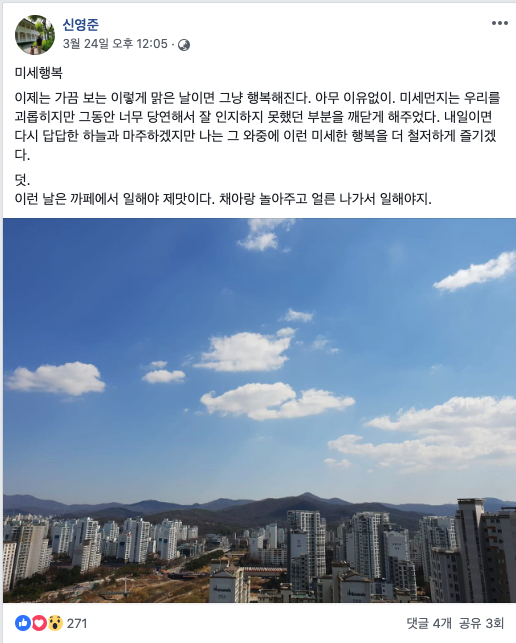 신영준
3월 24일 오후 12:05 ·
미세행복
이제는 가끔 보는 이렇게 맑은 날이면 그냥 행복해진다. 아무 이유없이. 미세먼지는 우리를
괴롭히지만 그동안 너무 당연해서 잘 인지하지 못했던 부분을 깨닫게 해주었다. 내일이면
다시 답답한 하늘과 마주하겠지만 나는 그 와중에 이런 미세한 행복을 더 철저하게 즐기겠
다.
덧.
이런 날은 까페에서 일해야 제맛이다. 채아랑 놀아주고 얼른 나가서 일해야지.
271
댓글 4개 공유 3회